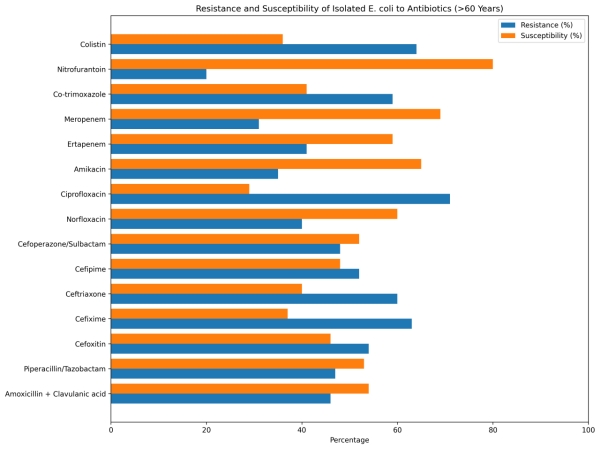 Resistance and Susceptibility of Isolated E. coli to Antibiotics (>60 Years)
Resistance (%)
Susceptibility (%)
Colistin
Nitrofurantoin
Co-trimoxazole
Meropenem
Ertapenem
Amikacin
Ciprofloxacin
Norfloxacin
Cefoperazone/Sulbactam
Cefipime
Ceftriaxone
Cefixime
Cefoxitin
Piperacillin/Tazobactam
Amoxicillin + Clavulanic acid
0 20 40 60 80 100
Percentage